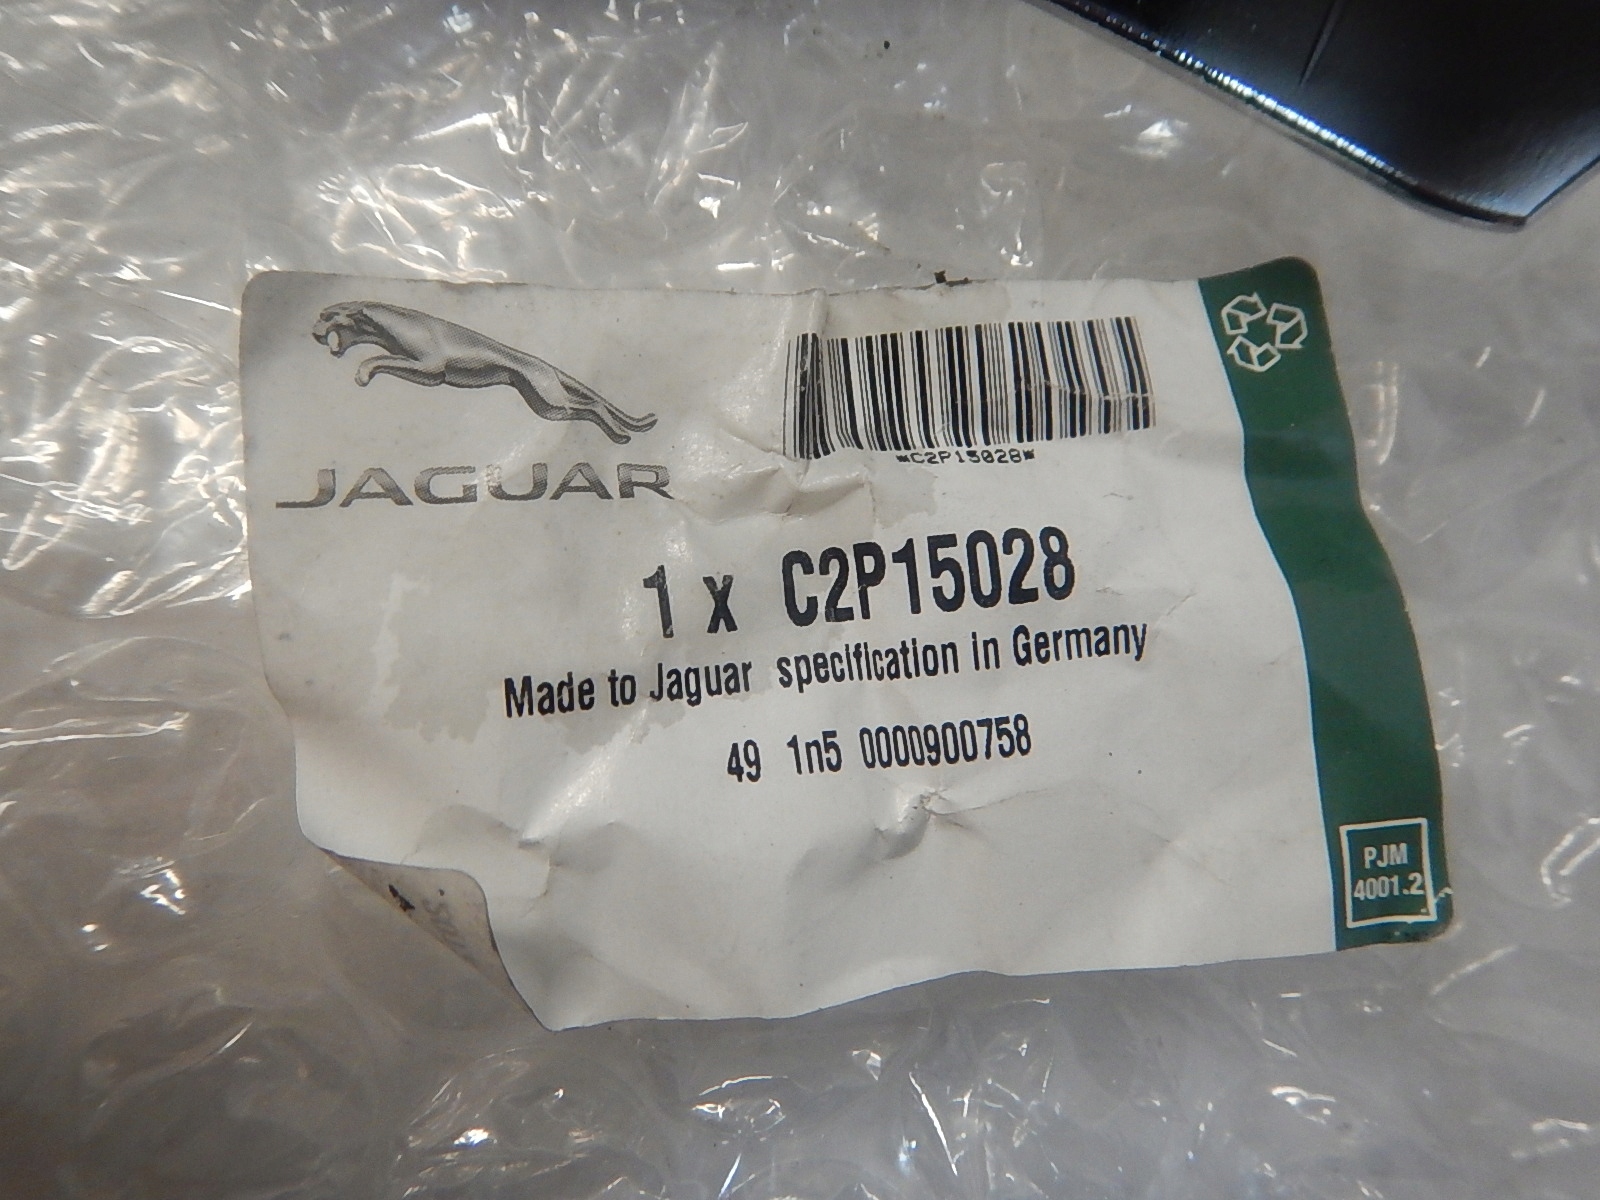 JAGUAR
*C2P15028*
1 x C2P15028
Made to Jaguar specification in Germany
49 1n5 0000900758
PJM
4001.2